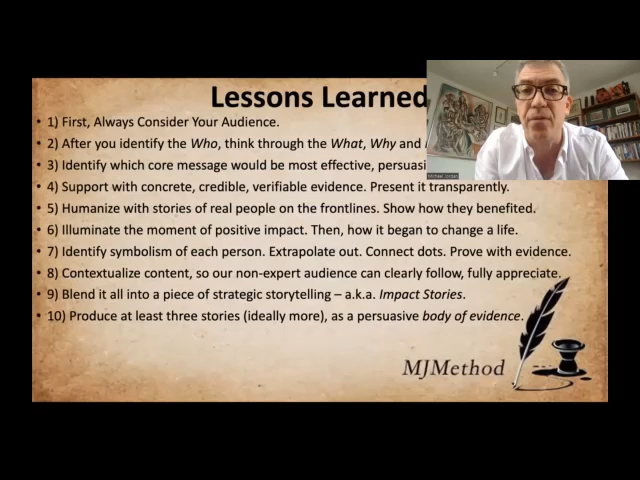 Lessons Learned
• 1) First, Always Consider Your Audience.
• 2) After you identify the Who, think through the What, Why and
• 3) Identify which core message would be most effective, persuasi
• 4) Support with concrete, credible, verifiable evidence. Present it transparently.
• 5) Humanize with stories of real people on the frontlines. Show how they benefited.
• 6) Illuminate the moment of positive impact. Then, how it began to change a life.
• 7) Identify symbolism of each person. Extrapolate out. Connect dots. Prove with evidence.
• 8) Contextualize content, so our non-expert audience can clearly follow, fully appreciate.
• 9) Blend it all into a piece of strategic storytelling – a.k.a. Impact Stories.
• 10) Produce at least three stories (ideally more), as a persuasive body of evidence.
MJMethod